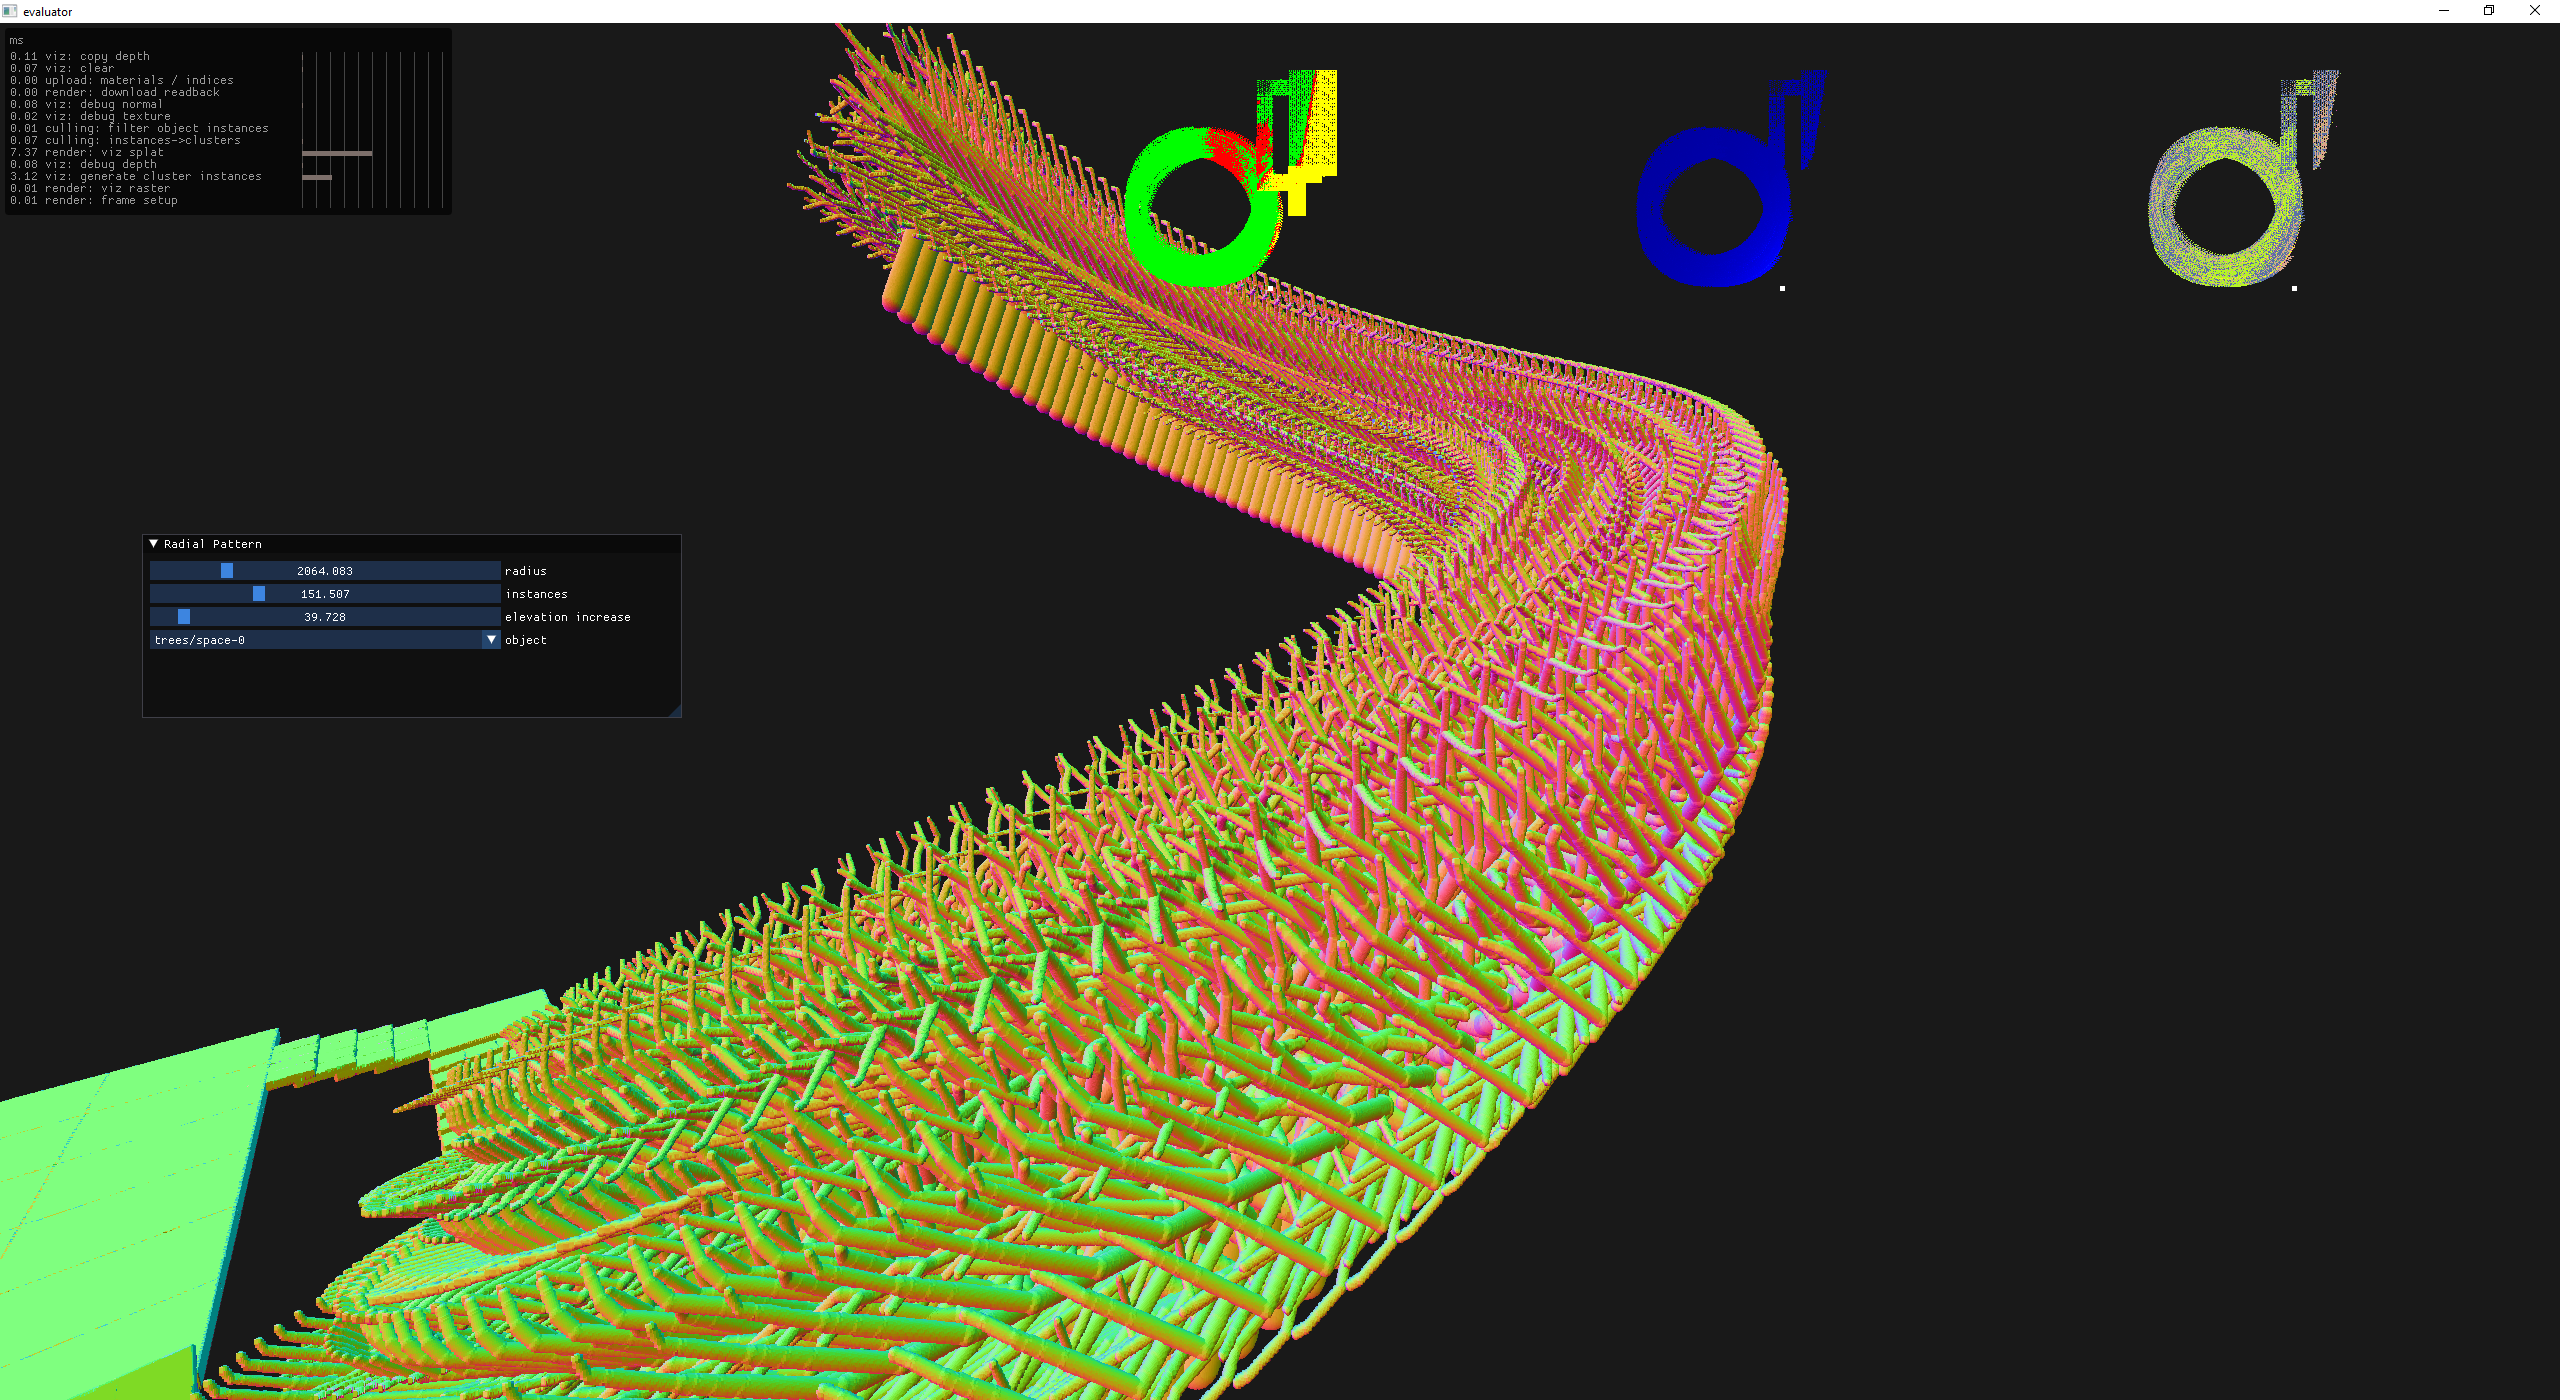 evaluator
ms
0.11 viz: copy depth
0.07 viz: clear
0.00 upload: materials / indices
0.00 render: download readback
0.08 viz: debug normal
0.02 viz: debug texture
0.01 culling: filter object instances
0.07 culling: instances->clusters
7.37 render: viz splat
0.08 viz: debug depth
3.12 viz: generate cluster instances
0.01 render: viz raster
0.01 render: frame setup
Radial Pattern
2064.083 radius
151.507 instances
39.728 elevation increase
trees/space-0 object